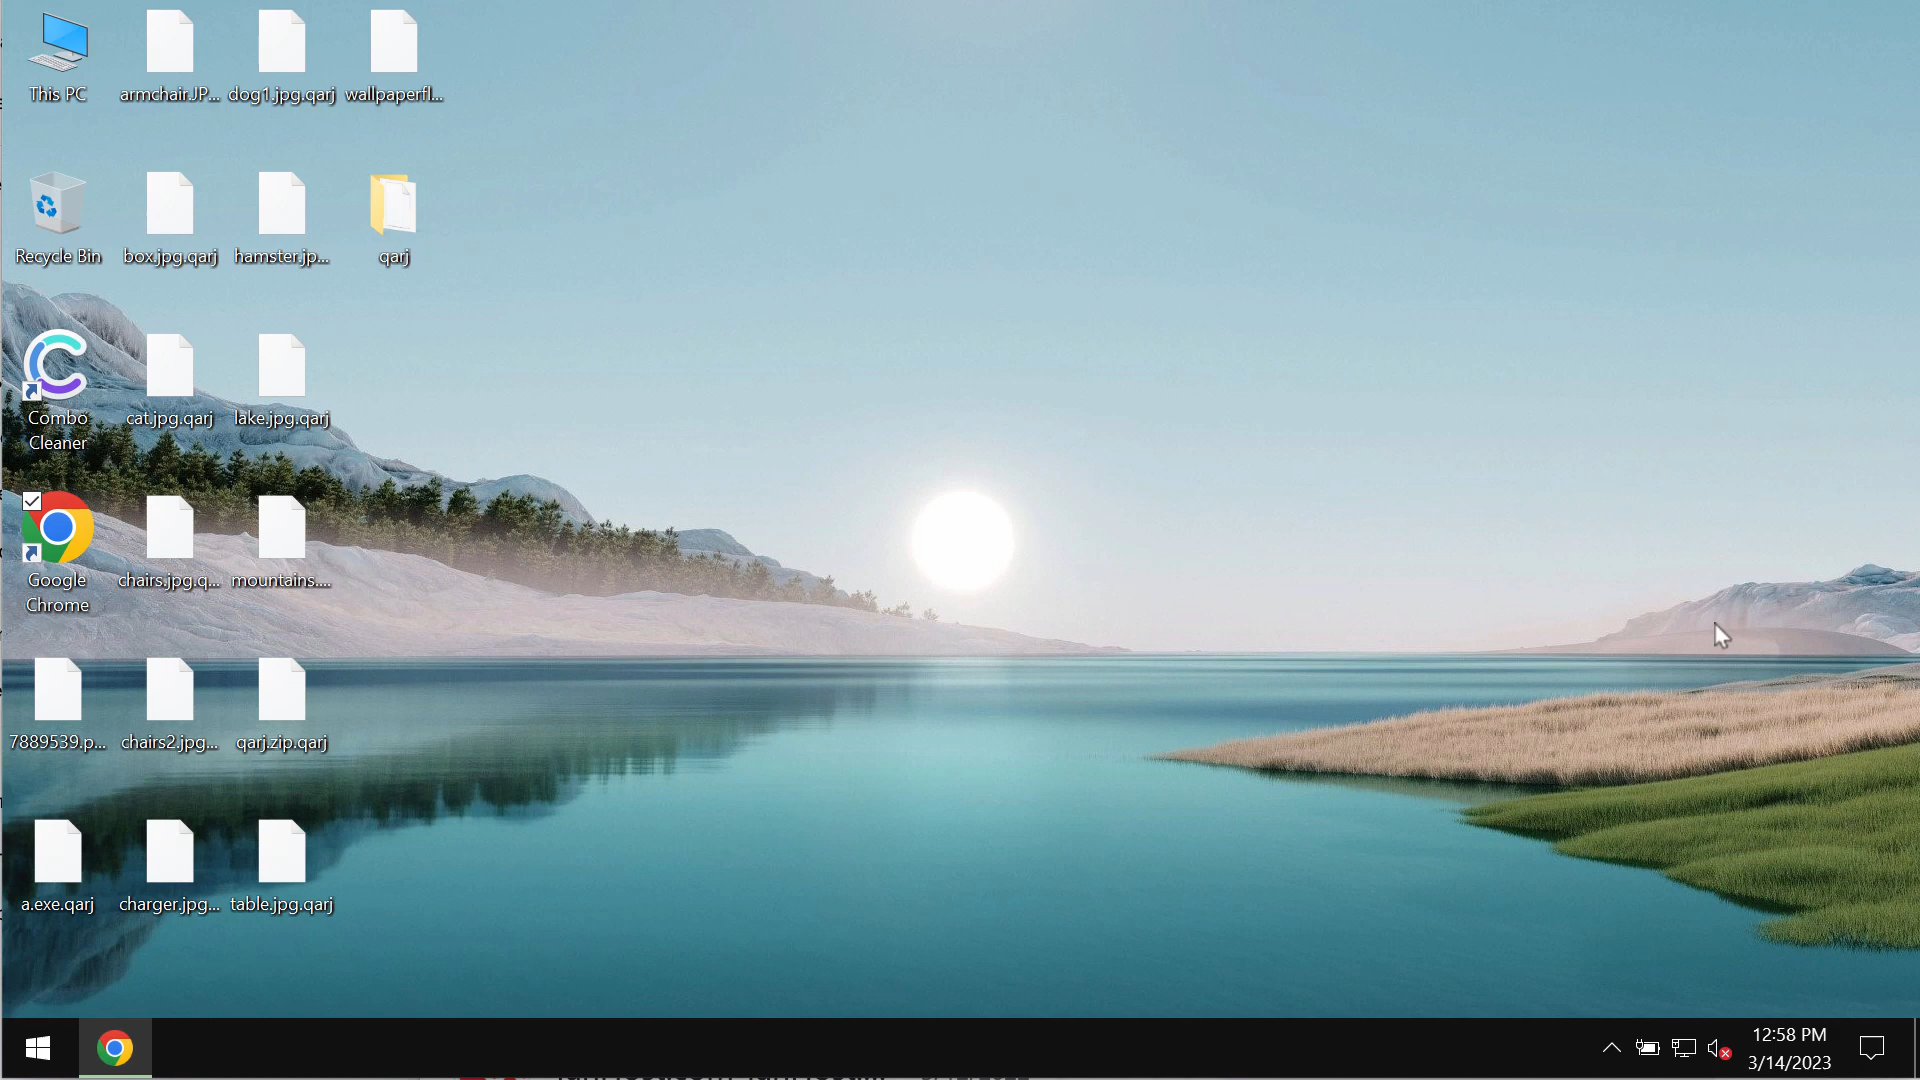 This PC
armchair.JP...
dog1.jpg.qarj
wallpaperfl...
Recycle Bin
box.jpg.qarj
hamster.jp...
qarj
Combo
Cleaner
cat.jpg.qarj
lake.jpg.qarj
Google
Chrome
chairs.jpg.q...
mountains....
7889539.p...
chairs2.jpg...
qarj.zip.qarj
a.exe.qarj
charger.jpg...
table.jpg.qarj
12:58 PM
3/14/2023